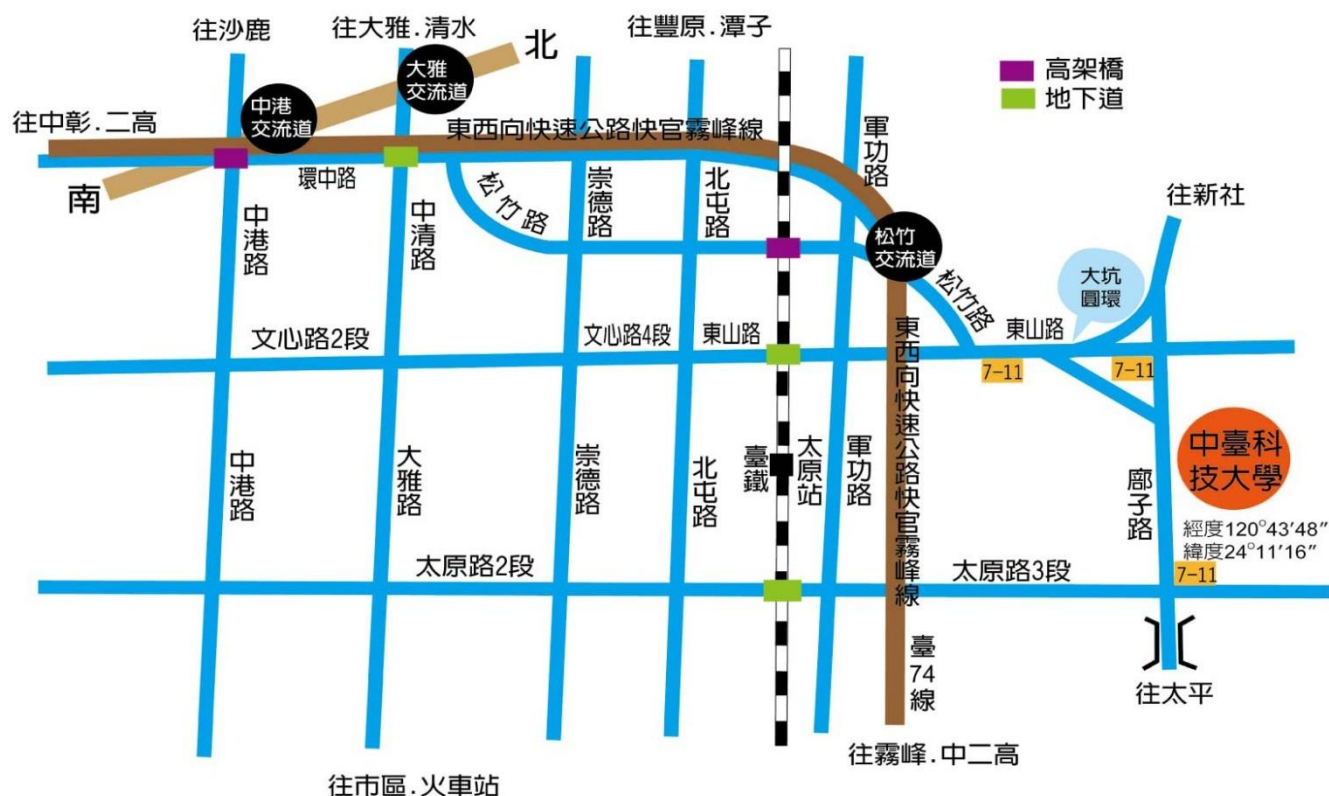 往沙鹿
往大雅.清水
北
往豐原.潭子
高架橋
地下道
大雅
交流道
中港
交流道
往中彰.二高
東西向快速公路快官霧峰線
軍功路
南
環中路
松竹路
崇德路
北屯路
往新社
中港路
中清路
松竹
交流道
松竹路
大坑
圓環
文心路2段
文心路4段
東山路
東山路
7-11
7-11
東西向快速公路快官霧峰線
中港路
大雅路
崇德路
北屯路
臺鐵
太原站
軍功路
廍子路
中臺科
技大學
經度120°43′48″
緯度24°11′16″
太原路2段
太原路3段
7-11
臺74線
往太平
往霧峰.中二高
往市區.火車站